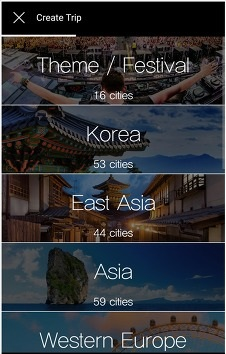 Create Trip
Theme / Festival
16 cities
Korea
53 cities
East Asia
44 cities
Asia
59 cities
Western Europe